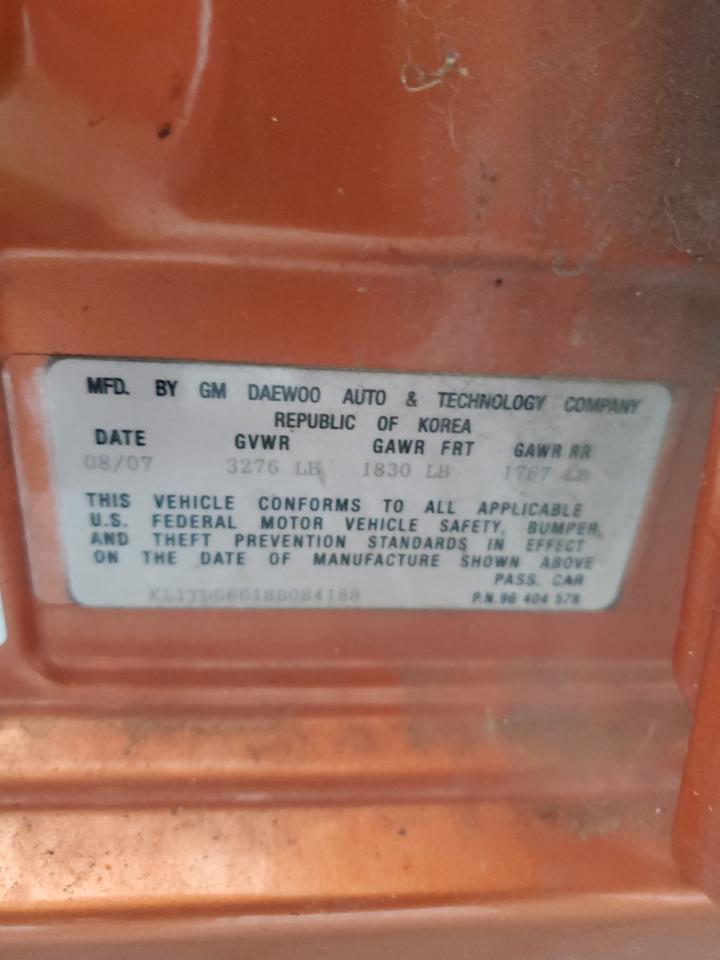 MFD. BY GM DAEWOO AUTO & TECHNOLOGY COMPANY
REPUBLIC OF KOREA
DATE GVWR GAWR FRT GAWR RR
08/07 3276 LB 1830 LB 1767 LB
THIS VEHICLE CONFORMS TO ALL APPLICABLE
U.S. FEDERAL MOTOR VEHICLE SAFETY, BUMPER,
AND THEFT PREVENTION STANDARDS IN EFFECT
ON THE DATE OF MANUFACTURE SHOWN ABOVE
PASS. CAR
KL1TD66618B084188 P.N. 96 404 578